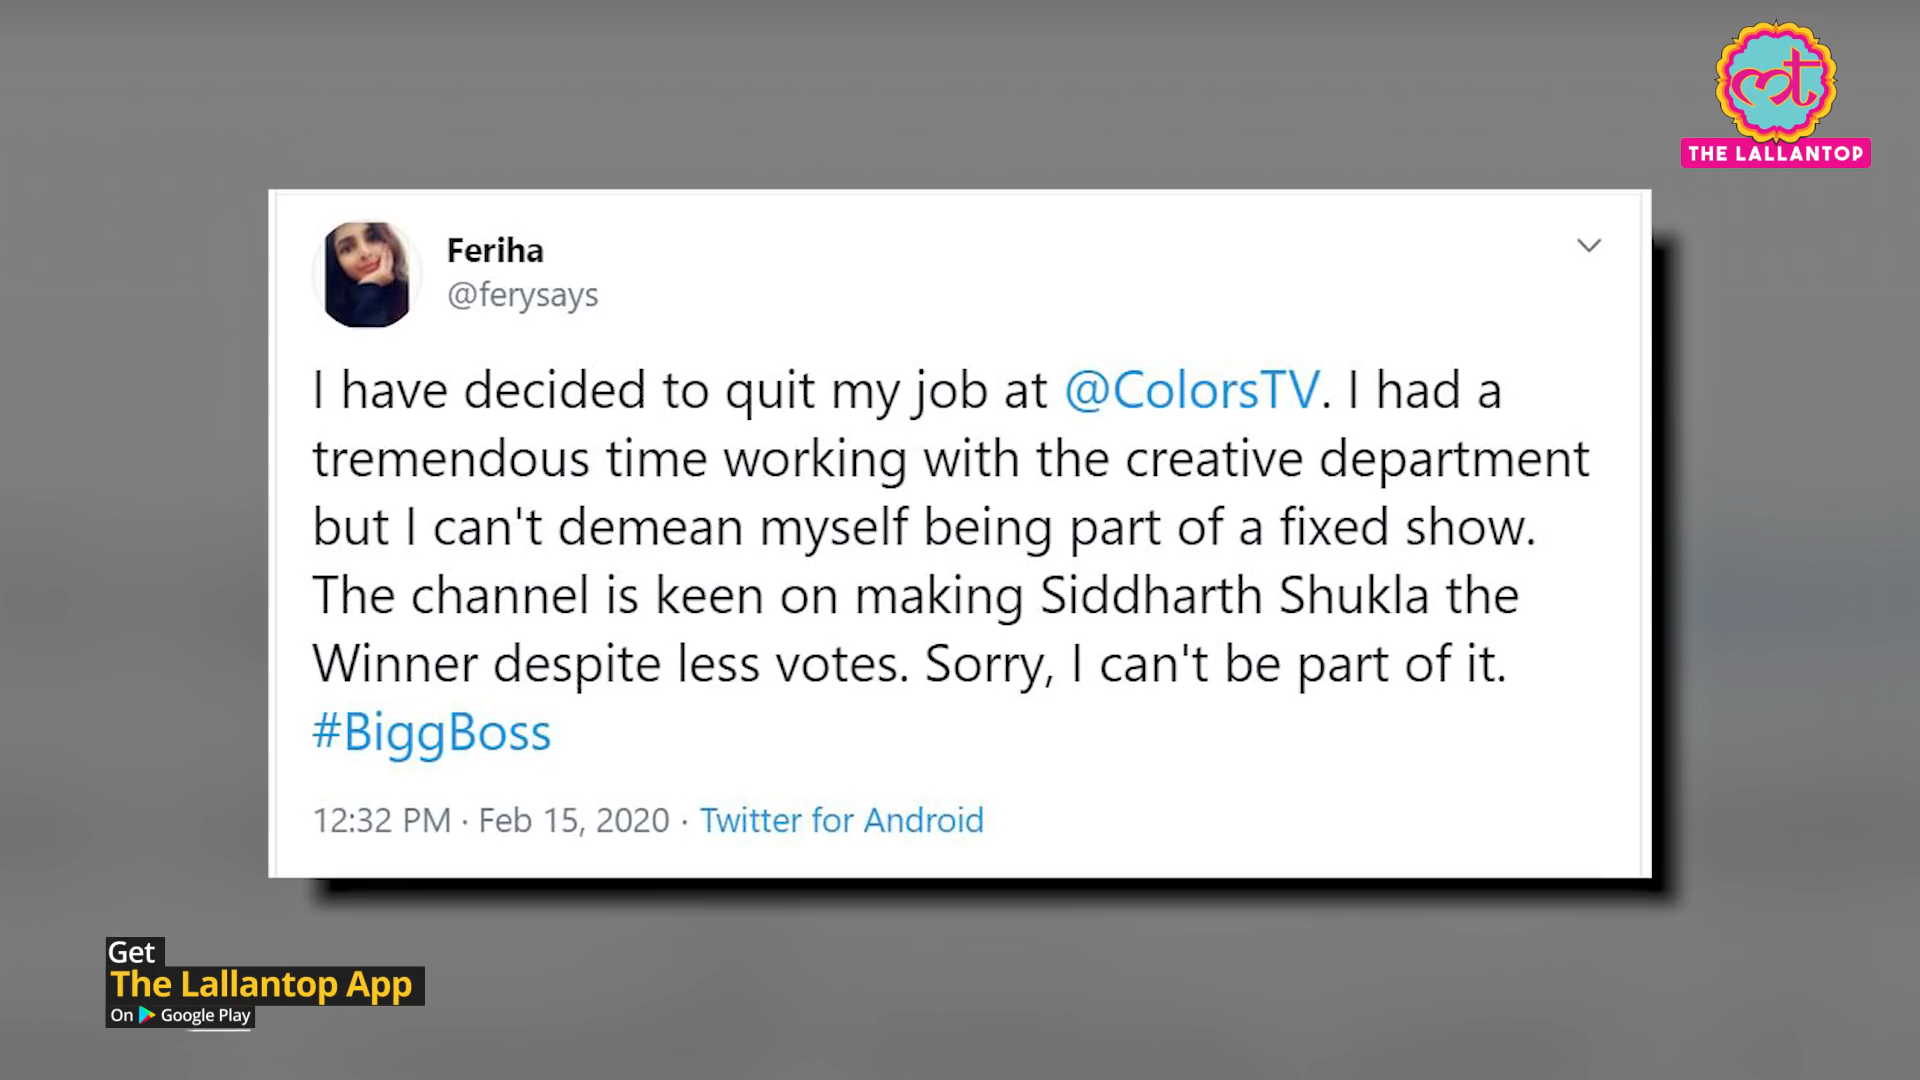 THE LALLANTOP
Feriha
@ferysays
I have decided to quit my job at @ColorsTV. I had a
tremendous time working with the creative department
but I can't demean myself being part of a fixed show.
The channel is keen on making Siddharth Shukla the
Winner despite less votes. Sorry, I can't be part of it.
#BiggBoss
12:32 PM · Feb 15, 2020 · Twitter for Android
Get
The Lallantop App
On Google Play